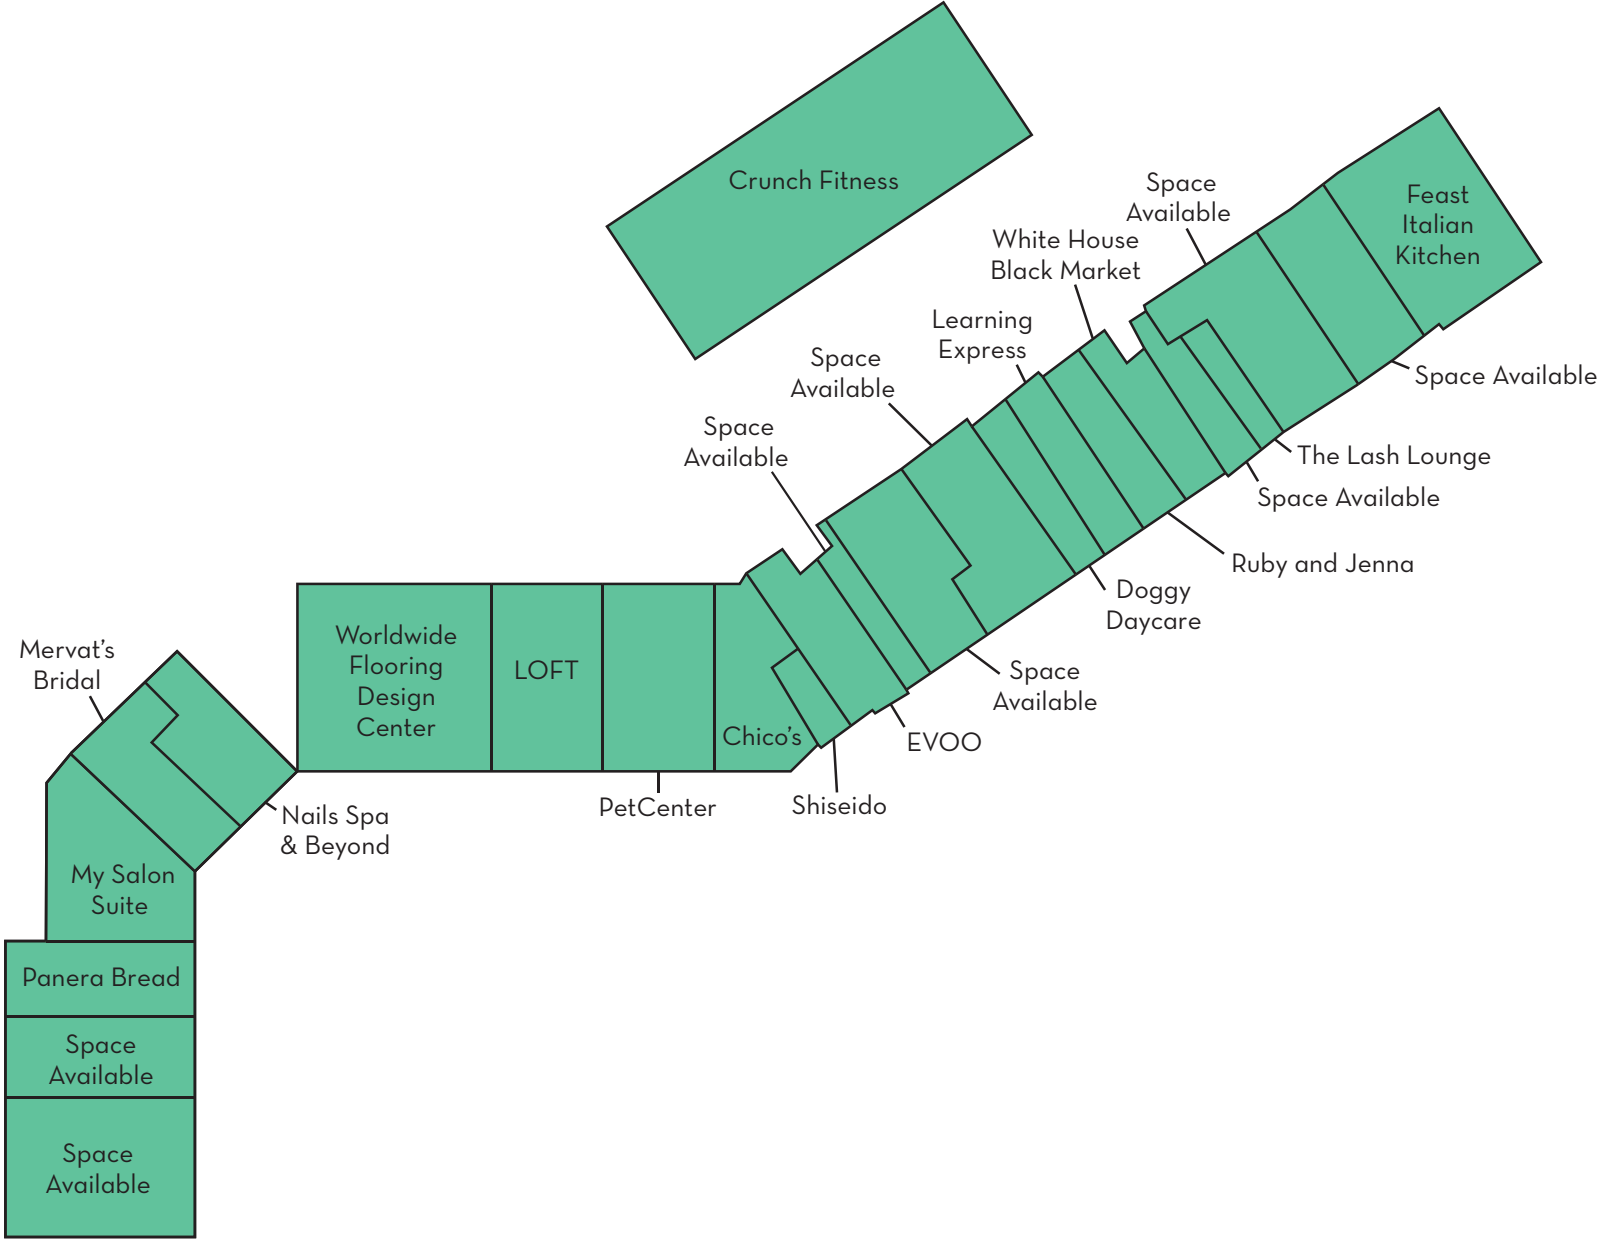 Crunch Fitness
Space
Available
Feast
Italian
Kitchen
White House
Black Market
Learning
Express
Space
Available
Space Available
Space
Available
The Lash Lounge
Space Available
Ruby and Jenna
Doggy
Daycare
Mervat’s
Bridal
Worldwide
Flooring
Design
Center
LOFT
Space
Available
Chico’s
EVOO
PetCenter
Shiseido
Nails Spa
& Beyond
My Salon
Suite
Panera Bread
Space
Available
Space
Available